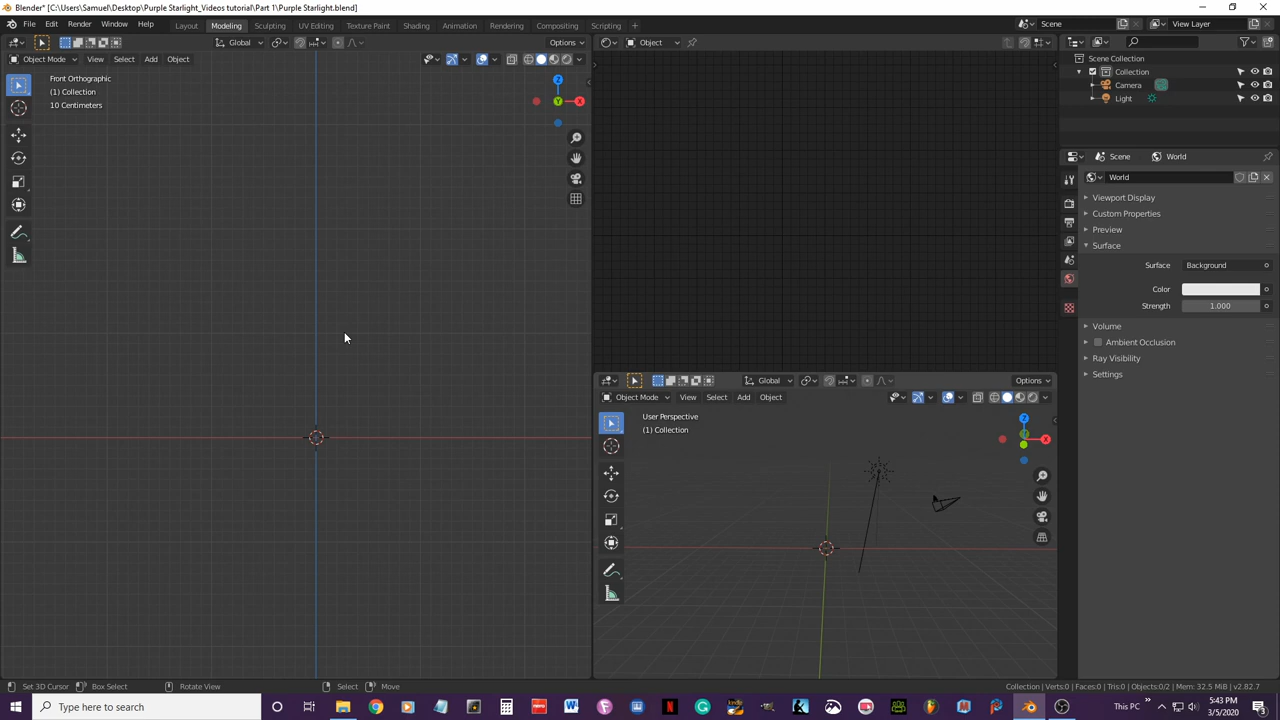 Blender* [C:\Users\Samuel\Desktop\Purple Starlight_Videos tutorial\Part 1\Purple Starlight.blend]
File Edit Render Window Help Layout Modeling Sculpting UV Editing Texture Paint Shading Animation Rendering Compositing Scripting + Scene View Layer
Global Options
Object
Object Mode View Select Add Object
Front Orthographic
(1) Collection
10 Centimeters
Z
Y
X
Global Options
Object Mode View Select Add Object
User Perspective
(1) Collection
Z
X
Scene Collection
Collection
Camera
Light
Scene World
World
Viewport Display
Custom Properties
Preview
Surface
Surface Background
Color
Strength 1.000
Volume
Ambient Occlusion
Ray Visibility
Settings
Set 3D Cursor Box Select Rotate View Select Move Collection | Verts:0 | Faces:0 | Tris:0 | Objects:0/2 | Mem: 32.5 MiB | v2:82.7
Type here to search
This PC
5:43 PM
3/5/2020